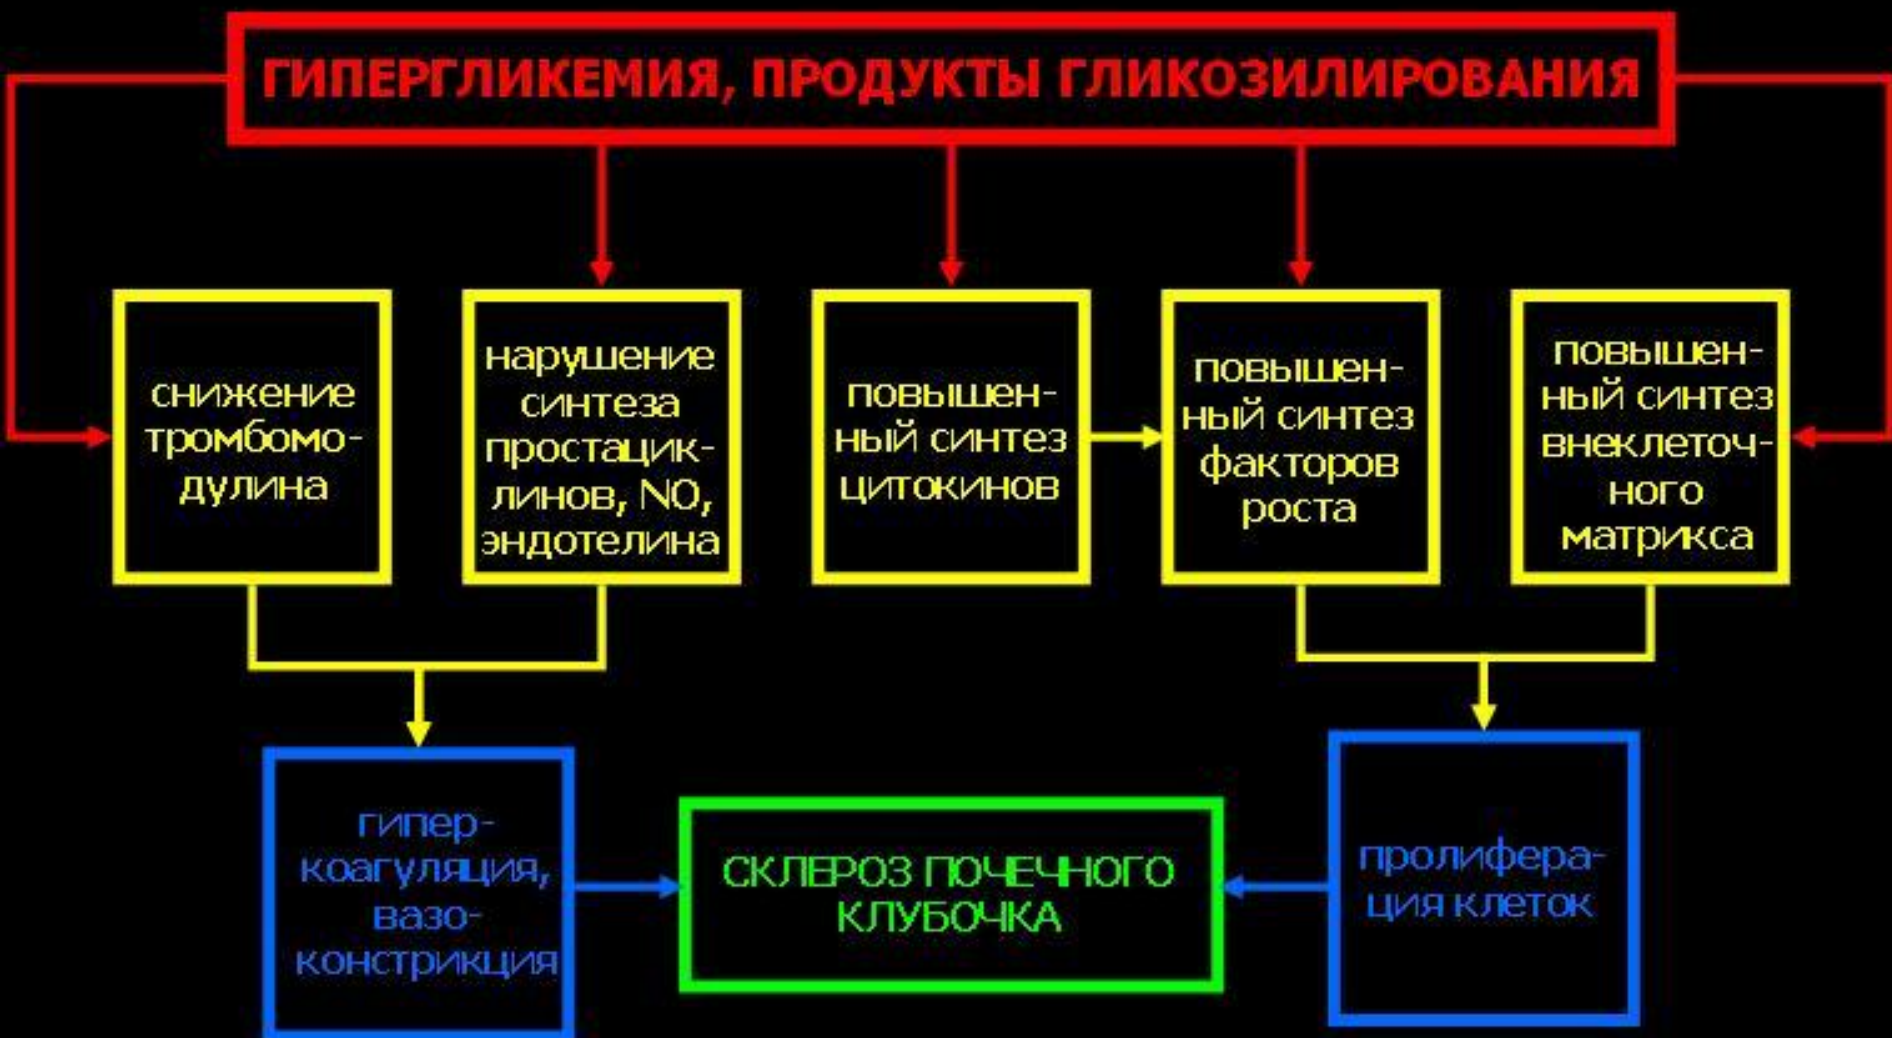 ГИПЕРГЛИКЕМИЯ, ПРОДУКТЫ ГЛИКОЗИЛИРОВАНИЯ
снижение
тромбомо-
дулина
нарушение
синтеза
простацик-
линов, NO,
эндотелина
повышен-
ный синтез
цитокинов
повышен-
ный синтез
факторов
роста
повышен-
ный синтез
внеклеточ-
ного
матрикса
гипер-
коагуляция,
вазо-
констрикция
СКЛЕРОЗ ПОЧЕЧНОГО
КЛУБОЧКА
пролифера-
ция клеток